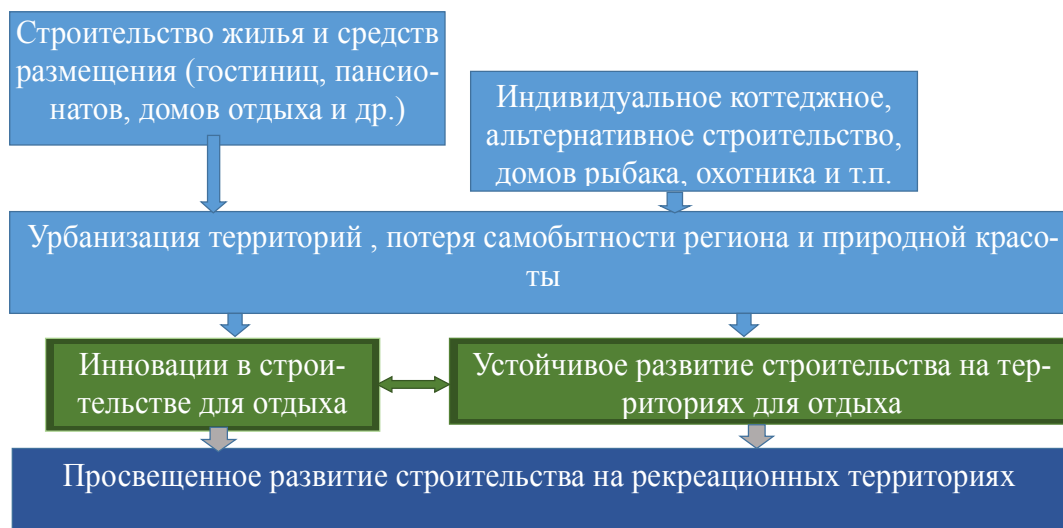 Строительство жилья и средств
размещения (гостиниц, пансио-
натов, домов отдыха и др.)
Индивидуальное коттеджное,
альтернативное строительство,
домов рыбака, охотника и т.п.
Урбанизация территорий , потеря самобытности региона и природной красо-
ты
Инновации в строи-
тельстве для отдыха
Устойчивое развитие строительства на тер-
риториях для отдыха
Просвещенное развитие строительства на рекреационных территориях